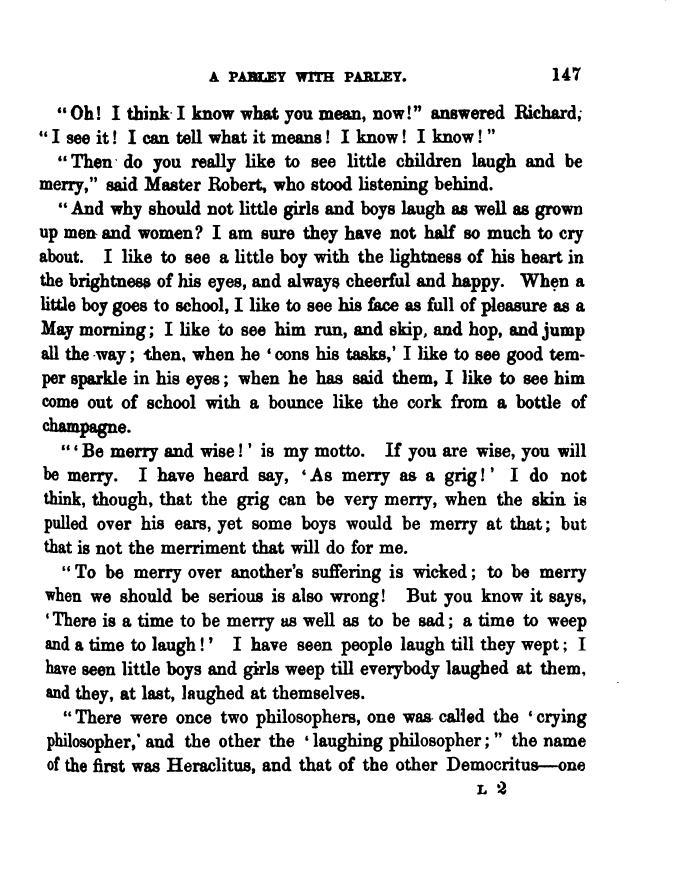 A PARLEY WITH PARLEY. 147
“Oh! I think I know what you mean, now!” answered Richard;
“I see it! I can tell what it means! I know! I know!”
“Then do you really like to see little children laugh and be
merry,” said Master Robert, who stood listening behind.
“And why should not little girls and boys laugh as well as grown
up men and women? I am sure they have not half so much to cry
about. I like to see a little boy with the lightness of his heart in
the brightness of his eyes, and always cheerful and happy. When a
little boy goes to school, I like to see his face as full of pleasure as a
May morning; I like to see him run, and skip, and hop, and jump
all the way; then, when he ‘cons his tasks,’ I like to see good tem-
per sparkle in his eyes; when he has said them, I like to see him
come out of school with a bounce like the cork from a bottle of
champagne.
“‘Be merry and wise!’ is my motto. If you are wise, you will
be merry. I have heard say, ‘As merry as a grig!’ I do not
think, though, that the grig can be very merry, when the skin is
pulled over his ears, yet some boys would be merry at that; but
that is not the merriment that will do for me.
“To be merry over another’s suffering is wicked; to be merry
when we should be serious is also wrong! But you know it says,
‘There is a time to be merry as well as to be sad; a time to weep
and a time to laugh!’ I have seen people laugh till they wept; I
have seen little boys and girls weep till everybody laughed at them,
and they, at last, laughed at themselves.
“There were once two philosophers, one was called the ‘crying
philosopher,’ and the other the ‘laughing philosopher;” the name
of the first was Heraclitus, and that of the other Democritus—one
L 2